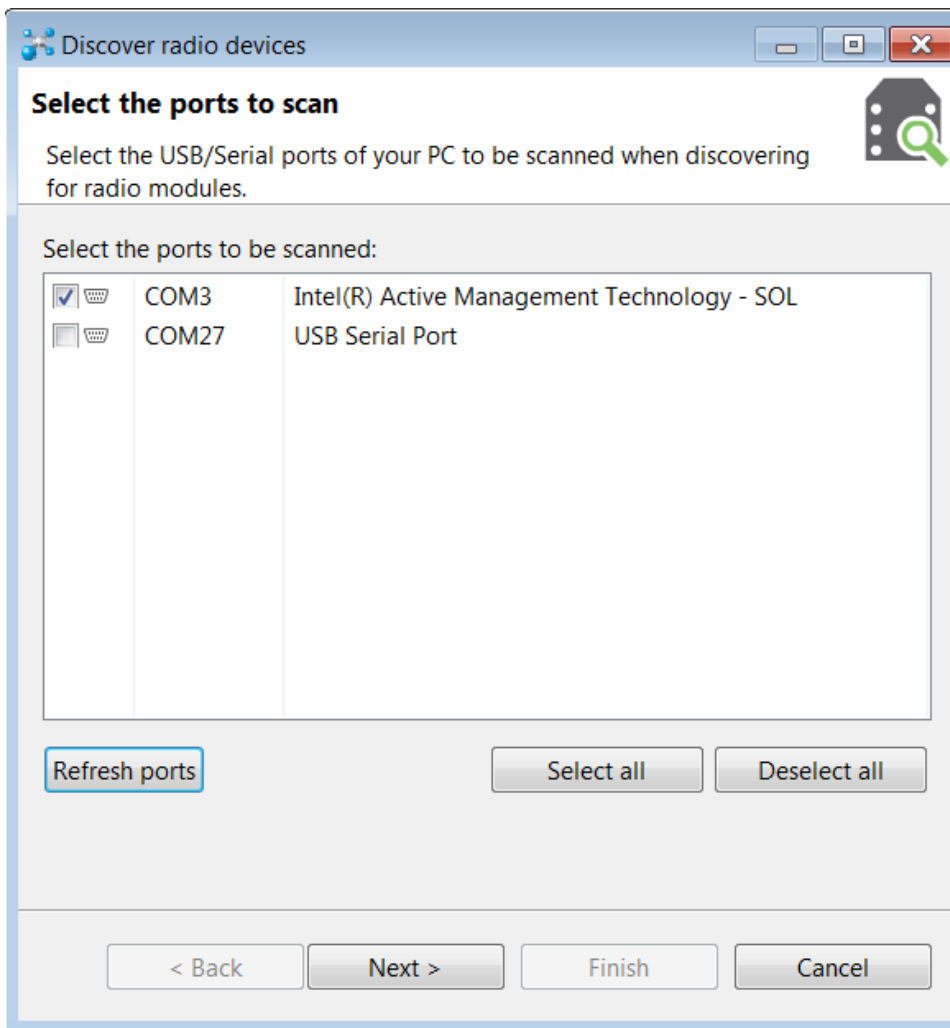 Discover radio devices
Select the ports to scan
Select the USB/Serial ports of your PC to be scanned when discovering
for radio modules.
Select the ports to be scanned:
COM3 Intel(R) Active Management Technology - SOL
COM27 USB Serial Port
Refresh ports Select all Deselect all
< Back Next > Finish Cancel